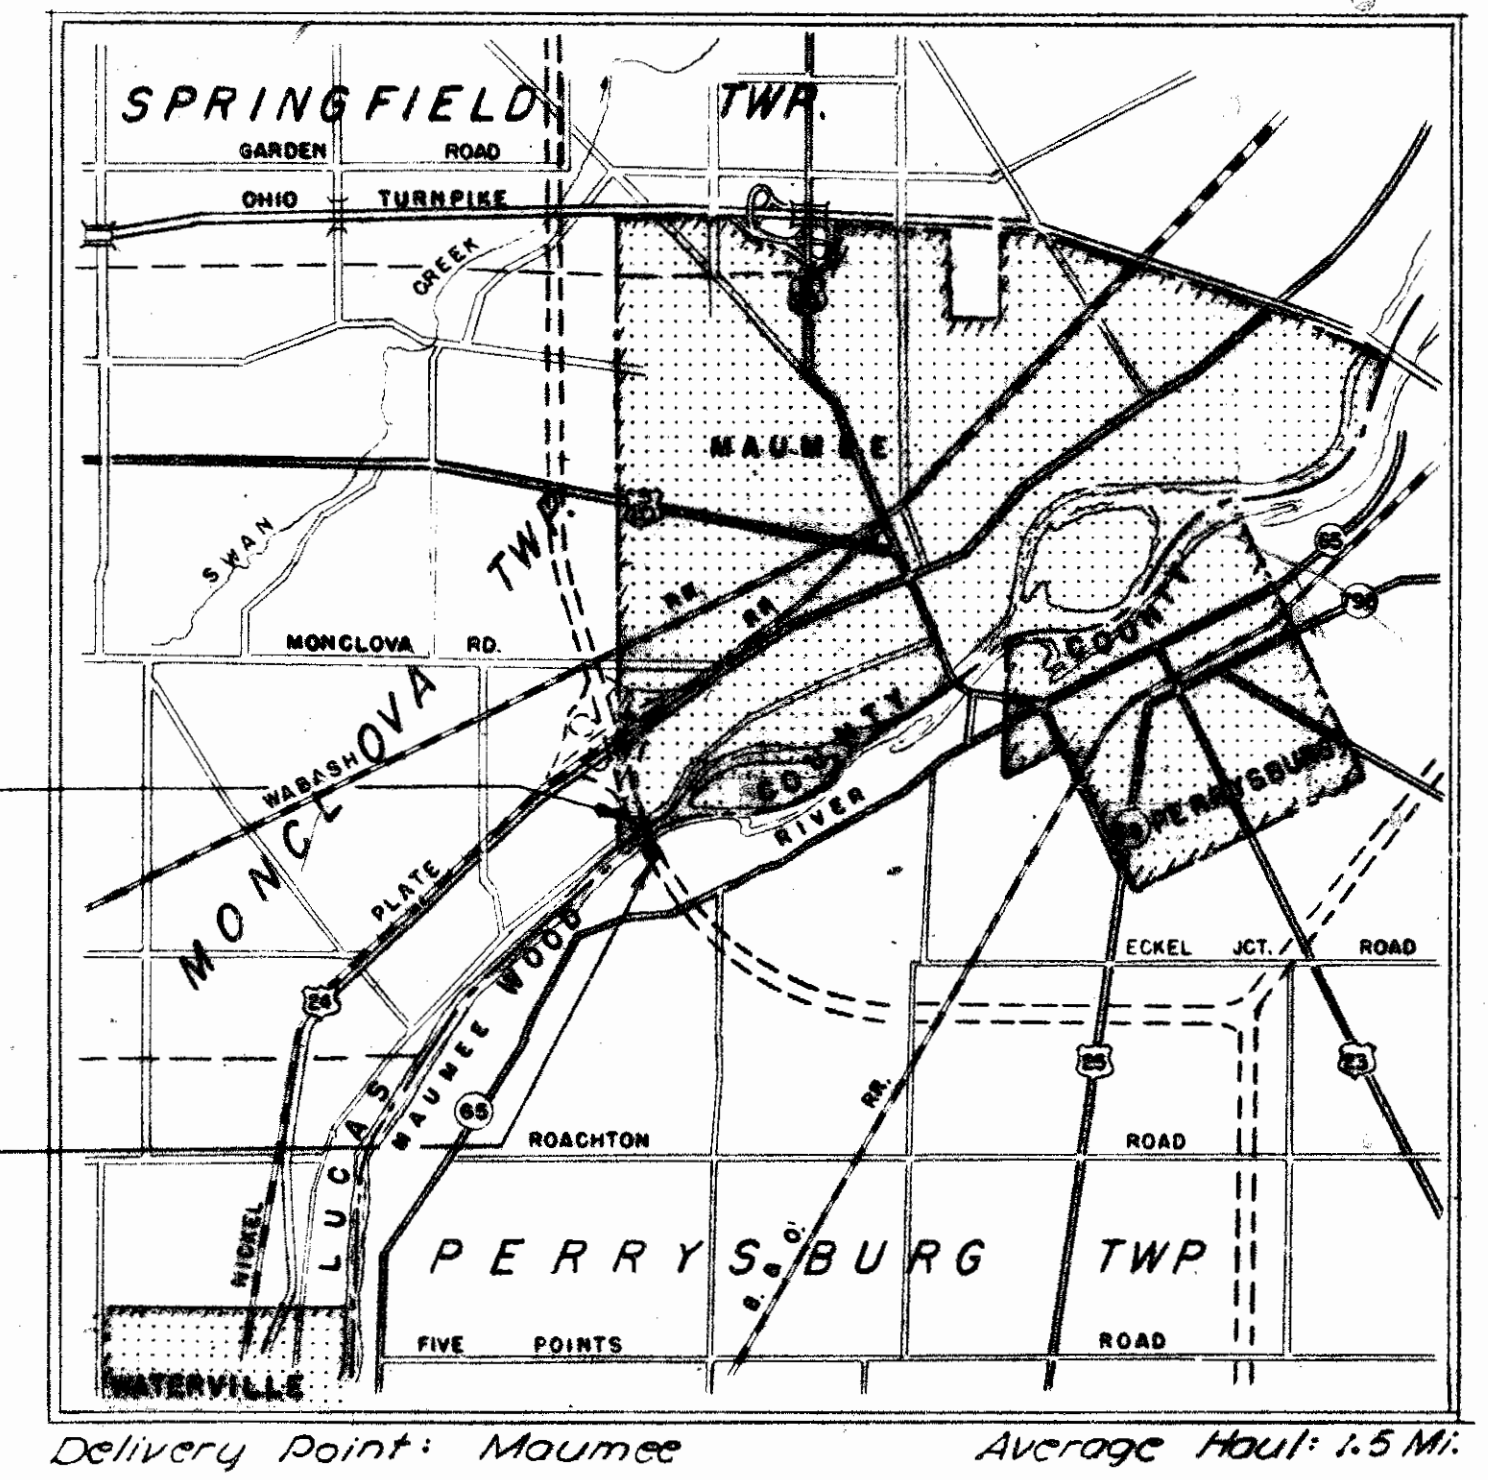 SPRINGFIELD TWP.
GARDEN ROAD
OHIO TURNPIKE
CREEK
MAUMEE
SWAN
TWP.
RR.
RR.
65
COUNTY
MONCLOVA RD.
MONCLOVA
WABASH
COUNTY
RIVER
PERRYSBURG
PLATE
WOOD
ECKEL JCT. ROAD
24
MAUMEE
25
23
RR.
65
LUCAS
ROACHTON ROAD
NICKEL
PERRYSBURG TWP
B. & O.
FIVE POINTS ROAD
WATERVILLE
Delivery Point: Maumee Average Haul: 1.5 Mi.